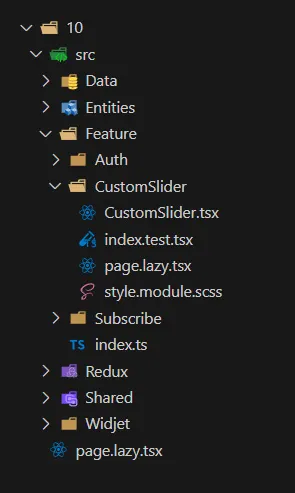 10
src
Data
Entities
Feature
Auth
CustomSlider
CustomSlider.tsx
index.test.tsx
page.lazy.tsx
style.module.scss
Subscribe
TS index.ts
Redux
Shared
Widjet
page.lazy.tsx